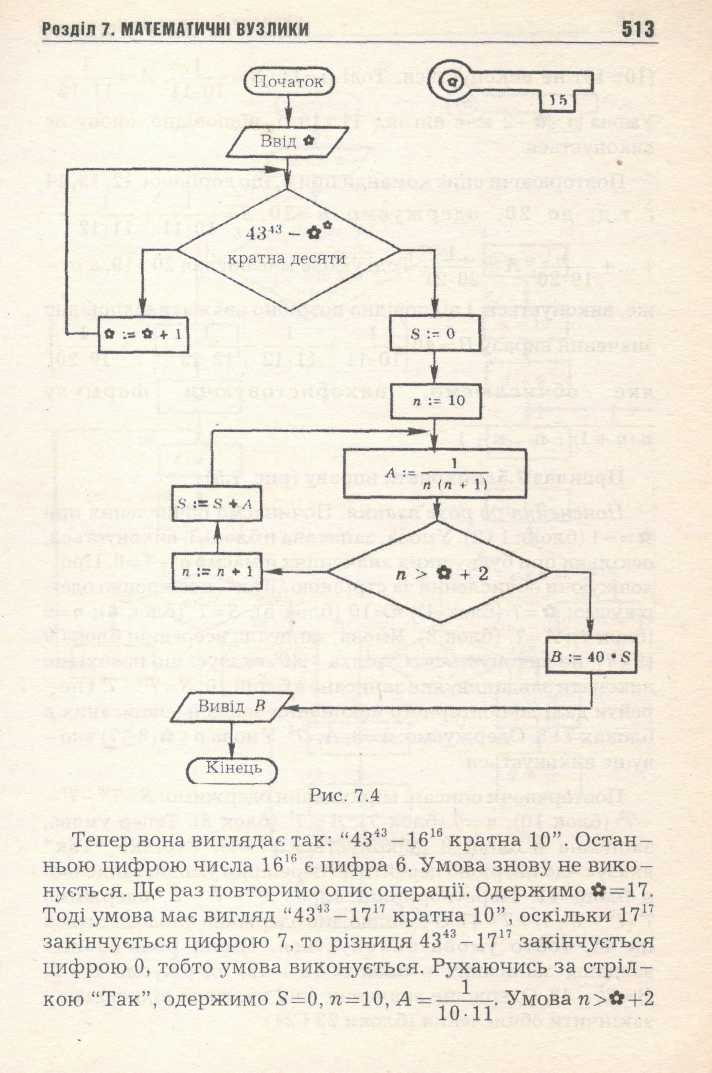 Розділ 7. МАТЕМАТИЧНІ ВУЗЛИКИ 513
Початок
15
Ввід ✿
43⁴³ – ✿^✿
кратна десяти
✿ := ✿ + 1
S := 0
n := 10
A := 1 / n (n + 1)
S := S + A
n := n + 1
n > ✿ + 2
B := 40 • S
Вивід B
Кінець
Рис. 7.4
Тепер вона виглядає так: “43⁴³–16¹⁶ кратна 10”. Остан–
ньою цифрою числа 16¹⁶ є цифра 6. Умова знову не вико–
нується. Ще раз повторимо опис операції. Одержимо ✿=17.
Тоді умова має вигляд “43⁴³–17¹⁷ кратна 10”, оскільки 17¹⁷
закінчується цифрою 7, то різниця 43⁴³–17¹⁷ закінчується
цифрою 0, тобто умова виконується. Рухаючись за стріл–
кою “Так”, одержимо S=0, n=10, A = 1 / 10·11. Умова n>✿+2